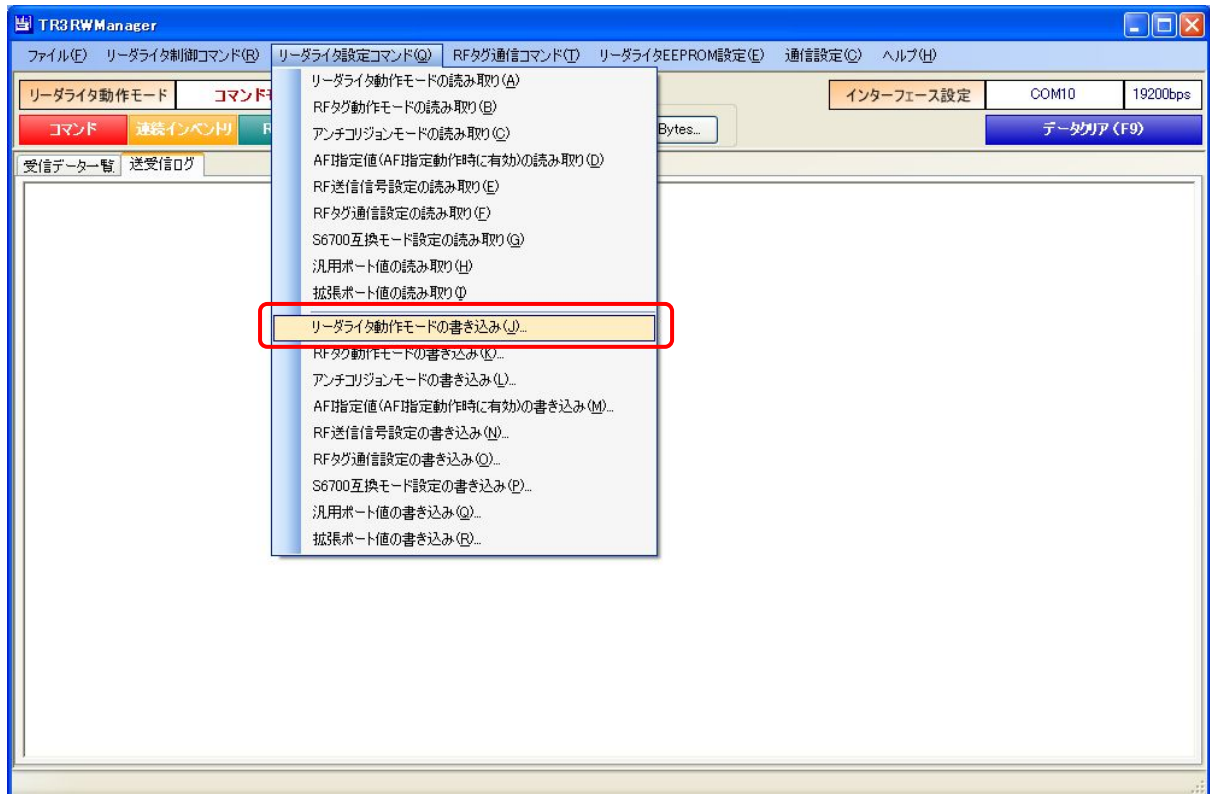 TR3RWManager
ファイル(F) リーダライタ制御コマンド(R) リーダライタ設定コマンド(Q) RFタグ通信コマンド(T) リーダライタEEPROM設定(E) 通信設定(C) ヘルプ(H)
リーダライタ動作モード コマンド インターフェース設定 COM10 19200bps
コマンド 連続インベントリ R Bytes... データクリア(F9)
受信データ一覧 送受信ログ
リーダライタ動作モードの読み取り(A)
RFタグ動作モードの読み取り(B)
アンチコリジョンモードの読み取り(C)
AFI指定値(AFI指定動作時に有効)の読み取り(D)
RF送信信号設定の読み取り(E)
RFタグ通信設定の読み取り(F)
S6700互換モード設定の読み取り(G)
汎用ポート値の読み取り(H)
拡張ポート値の読み取り(I)
リーダライタ動作モードの書き込み(J)...
RFタグ動作モードの書き込み(K)...
アンチコリジョンモードの書き込み(L)...
AFI指定値(AFI指定動作時に有効)の書き込み(M)...
RF送信信号設定の書き込み(N)...
RFタグ通信設定の書き込み(O)...
S6700互換モード設定の書き込み(P)...
汎用ポート値の書き込み(Q)...
拡張ポート値の書き込み(R)...